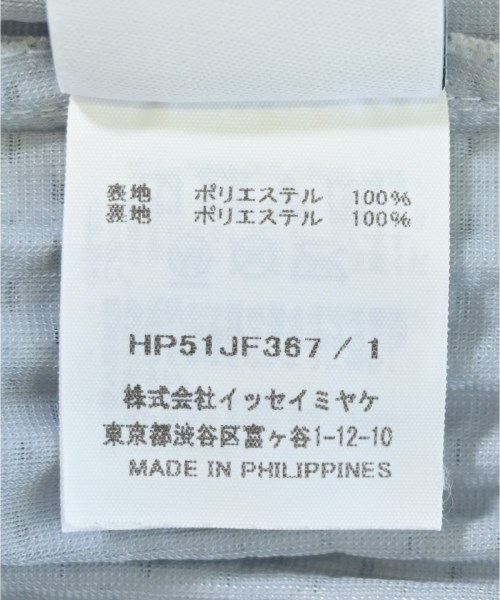 表地 ポリエステル 100%
裏地 ポリエステル 100%
HP51JF367 / 1
株式会社イッセイミヤケ
東京都渋谷区富ヶ谷1-12-10
MADE IN PHILIPPINES